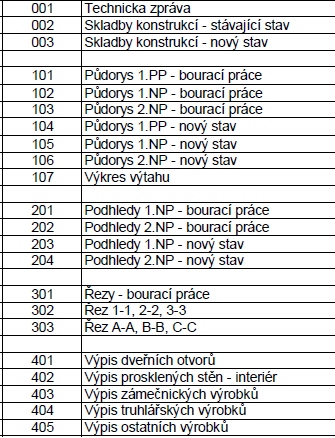 001 Technicka zpráva
002 Skladby konstrukcí - stávající stav
003 Skladby konstrukcí - nový stav
101 Půdorys 1.PP - bourací práce
102 Půdorys 1.NP - bourací práce
103 Půdorys 2.NP - bourací práce
104 Půdorys 1.PP - nový stav
105 Půdorys 1.NP - nový stav
106 Půdorys 2.NP - nový stav
107 Výkres výtahu
201 Podhledy 1.NP - bourací práce
202 Podhledy 2.NP - bourací práce
203 Podhledy 1.NP - nový stav
204 Podhledy 2.NP - nový stav
301 Řezy - bourací práce
302 Řez 1-1, 2-2, 3-3
303 Řez A-A, B-B, C-C
401 Výpis dveřních otvorů
402 Výpis prosklených stěn - interiér
403 Výpis zámečnických výrobků
404 Výpis truhlářských výrobků
405 Výpis ostatních výrobků